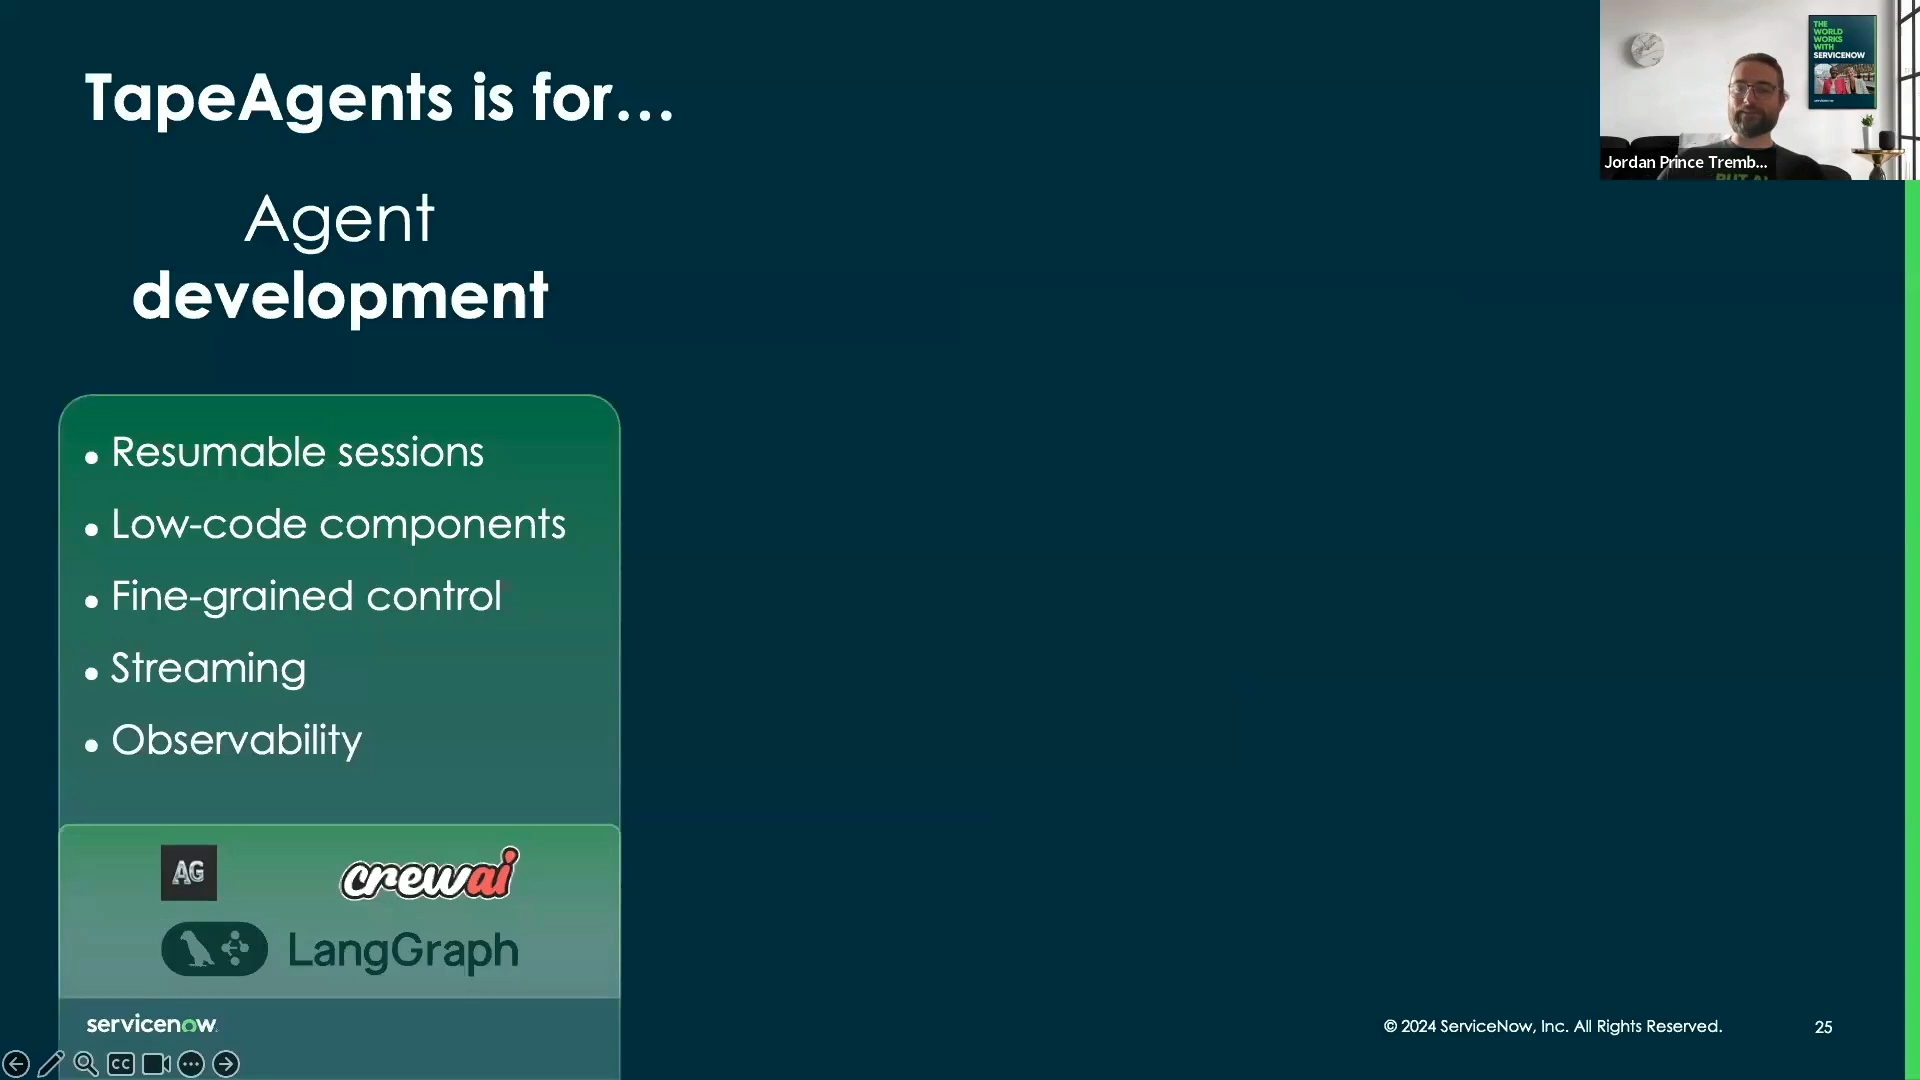 TapeAgents is for...
THE
WORLD
WORKS
WITH
SERVICENOW
Jordan Prince Tremb...
Agent
development
• Resumable sessions
• Low-code components
• Fine-grained control
• Streaming
• Observability
AG
crewai
LangGraph
servicenow
© 2024 ServiceNow, Inc. All Rights Reserved.
25
CC